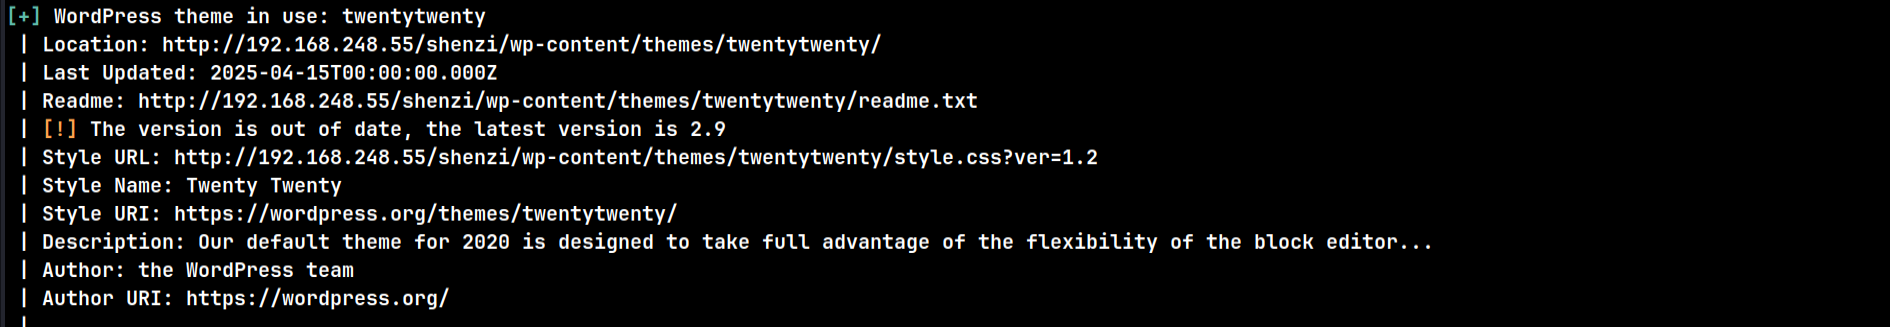 [+] WordPress theme in use: twentytwenty
| Location: http://192.168.248.55/shenzi/wp-content/themes/twentytwenty/
| Last Updated: 2025-04-15T00:00:00.000Z
| Readme: http://192.168.248.55/shenzi/wp-content/themes/twentytwenty/readme.txt
| [!] The version is out of date, the latest version is 2.9
| Style URL: http://192.168.248.55/shenzi/wp-content/themes/twentytwenty/style.css?ver=1.2
| Style Name: Twenty Twenty
| Style URI: https://wordpress.org/themes/twentytwenty/
| Description: Our default theme for 2020 is designed to take full advantage of the flexibility of the block editor...
| Author: the WordPress team
| Author URI: https://wordpress.org/
|